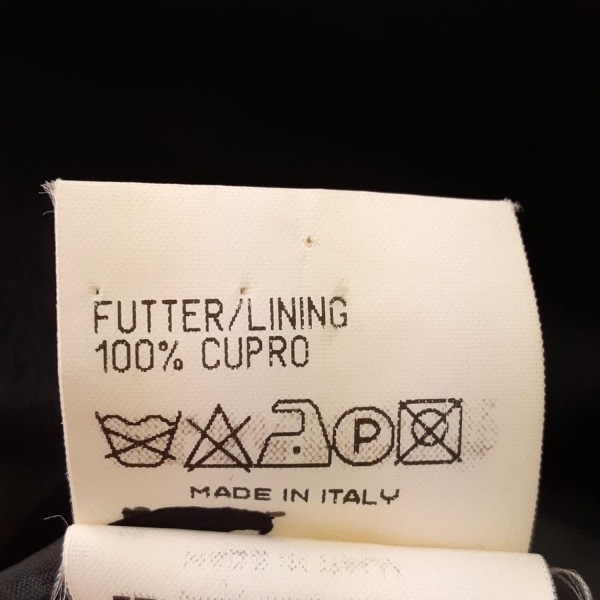 FUTTER/LINING
100% CUPRO
P
MADE IN ITALY